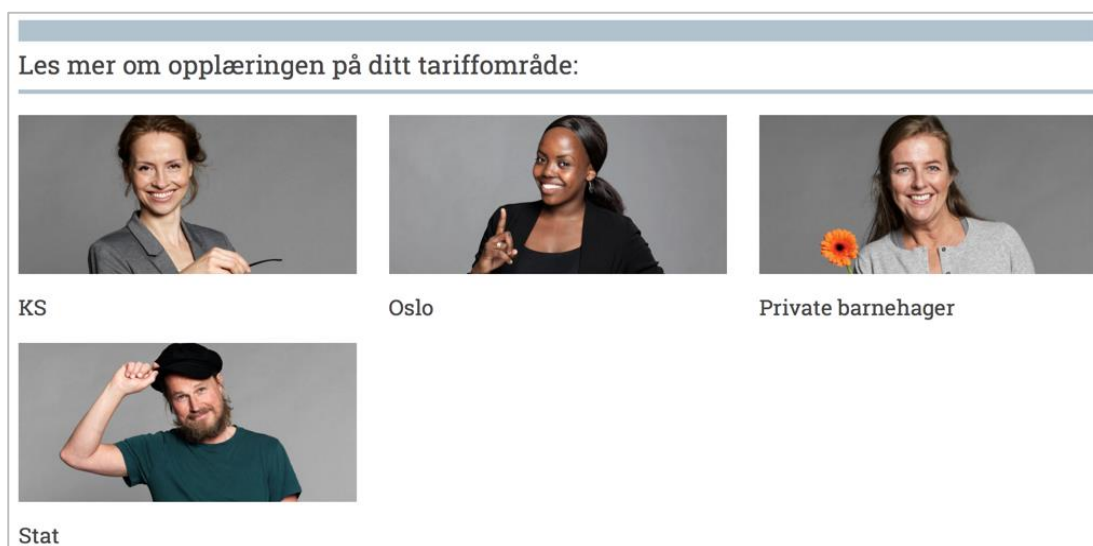 Les mer om opplæringen på ditt tariffområde:
KS
Oslo
Private barnehager
Stat